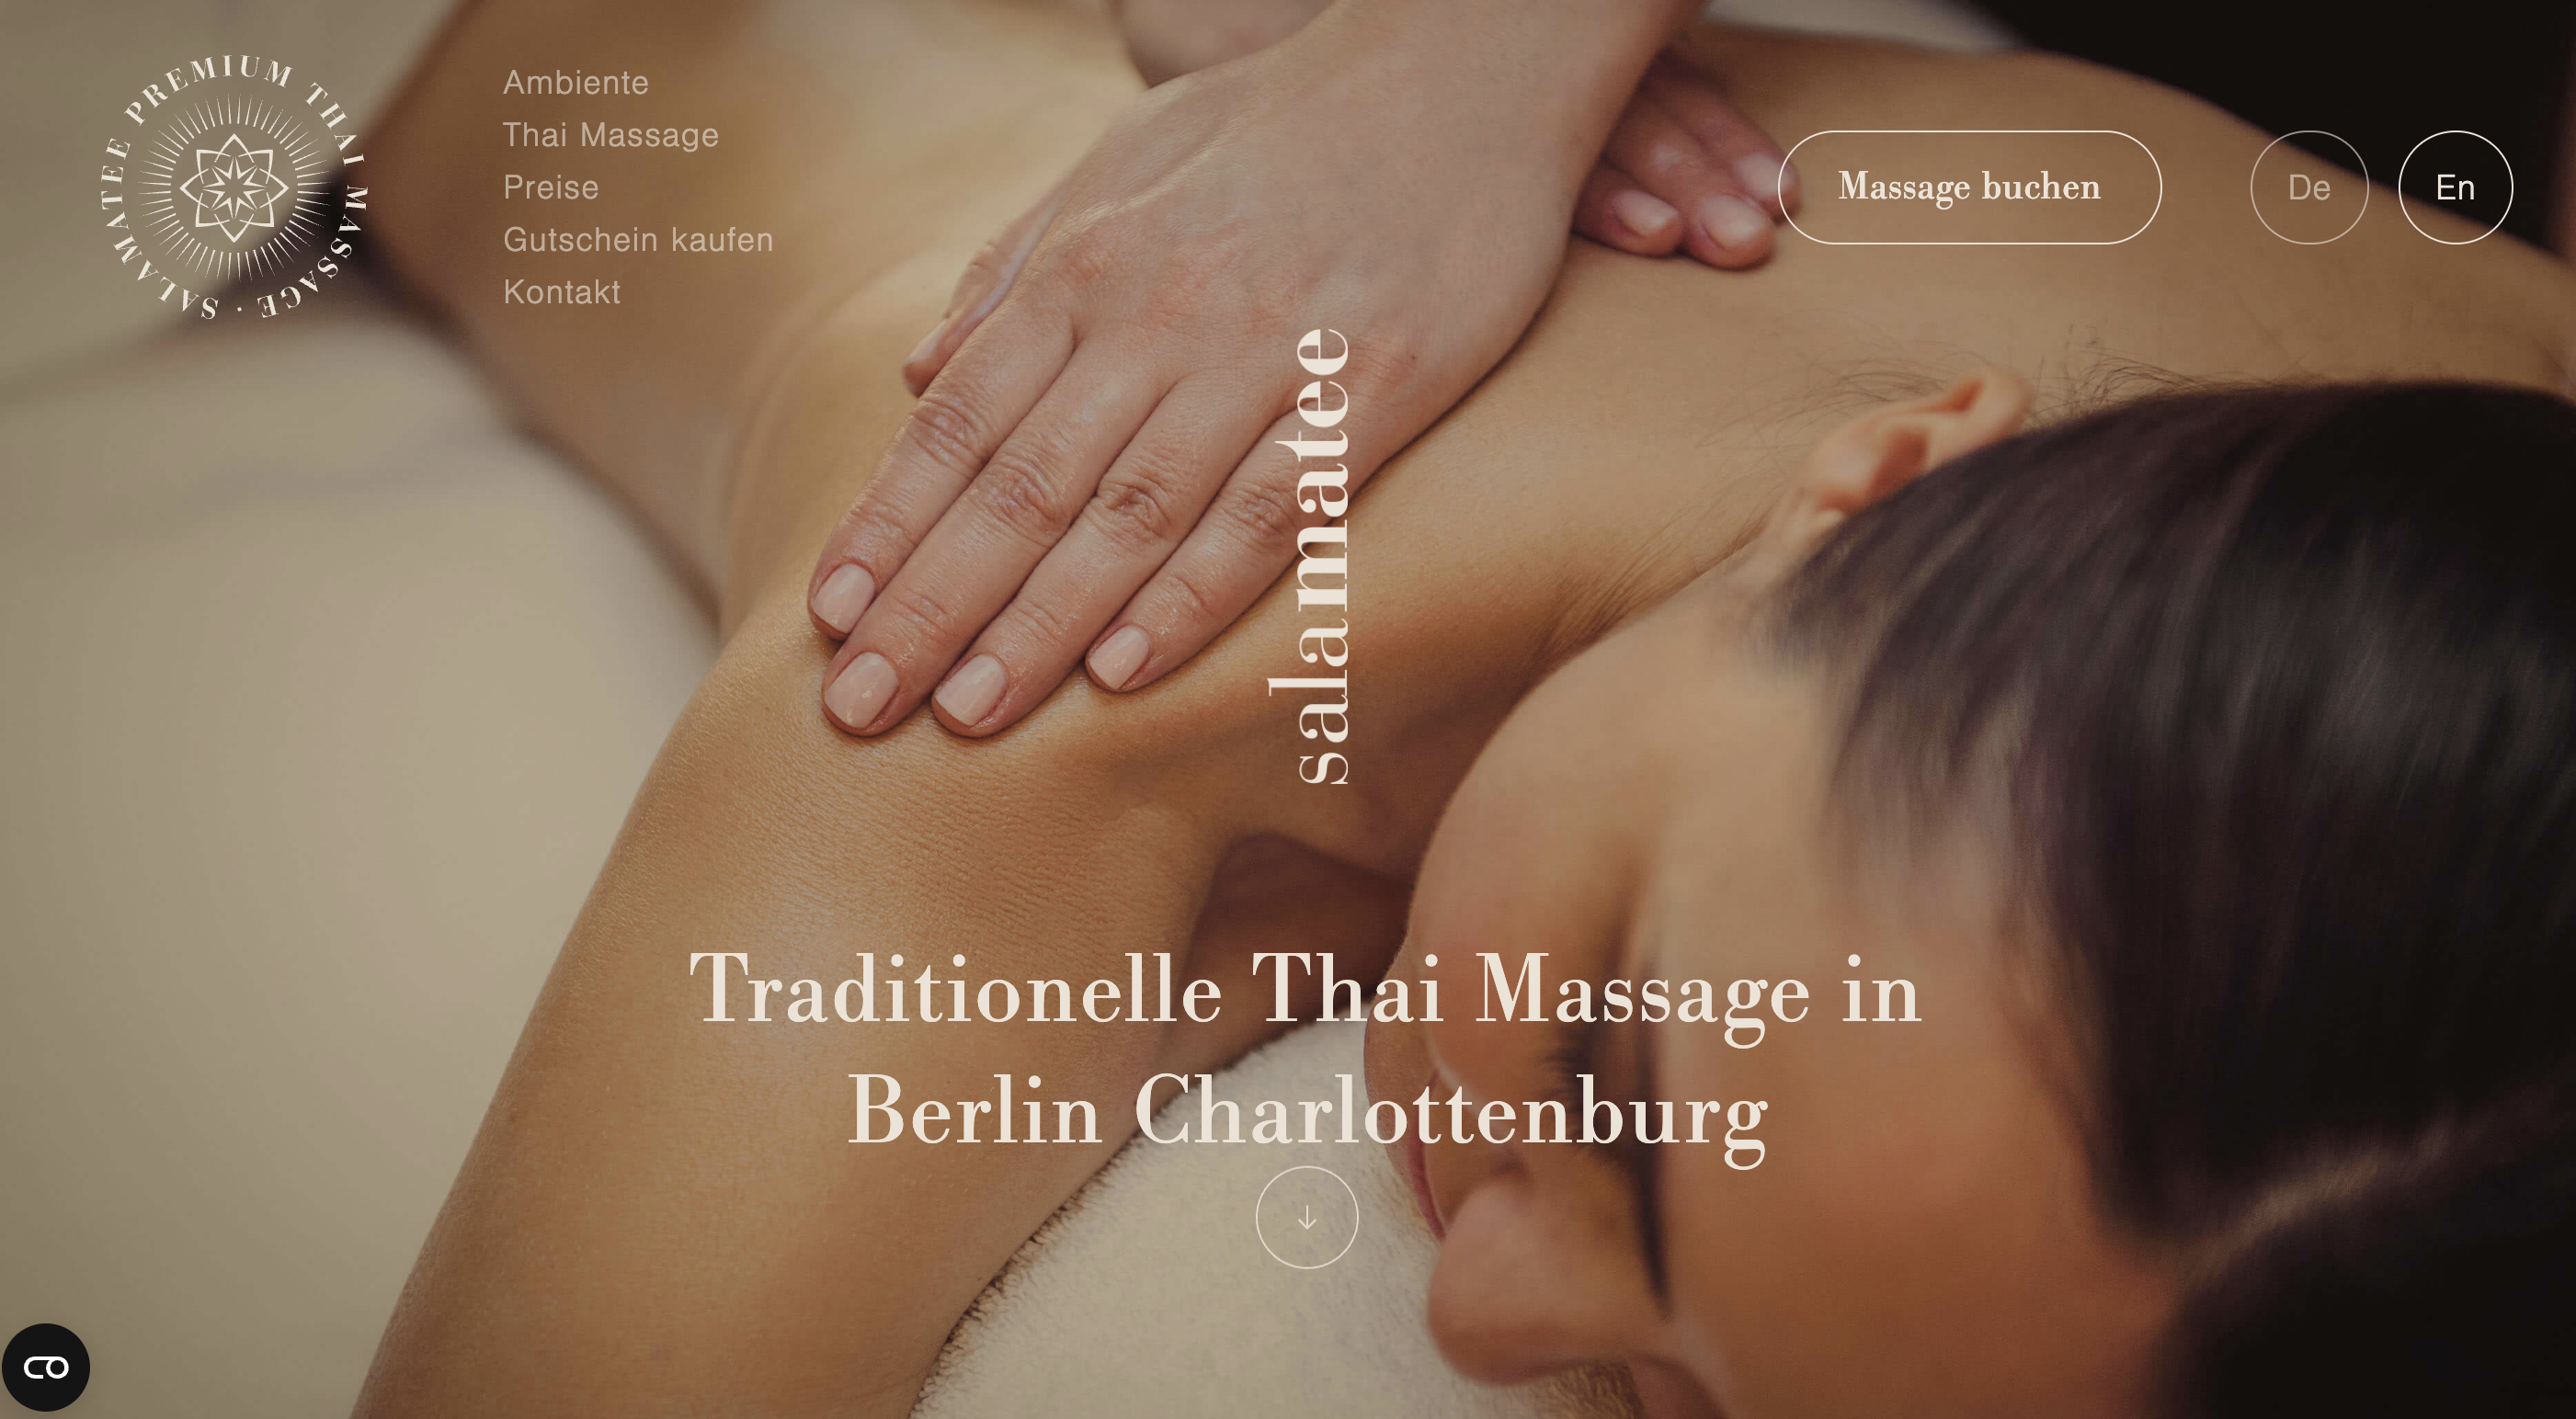 SALAMATEE PREMIUM THAI MASSAGE ·
Ambiente
Thai Massage
Preise
Gutschein kaufen
Kontakt
Massage buchen
De
En
salamatee
Traditionelle Thai Massage in
Berlin Charlottenburg